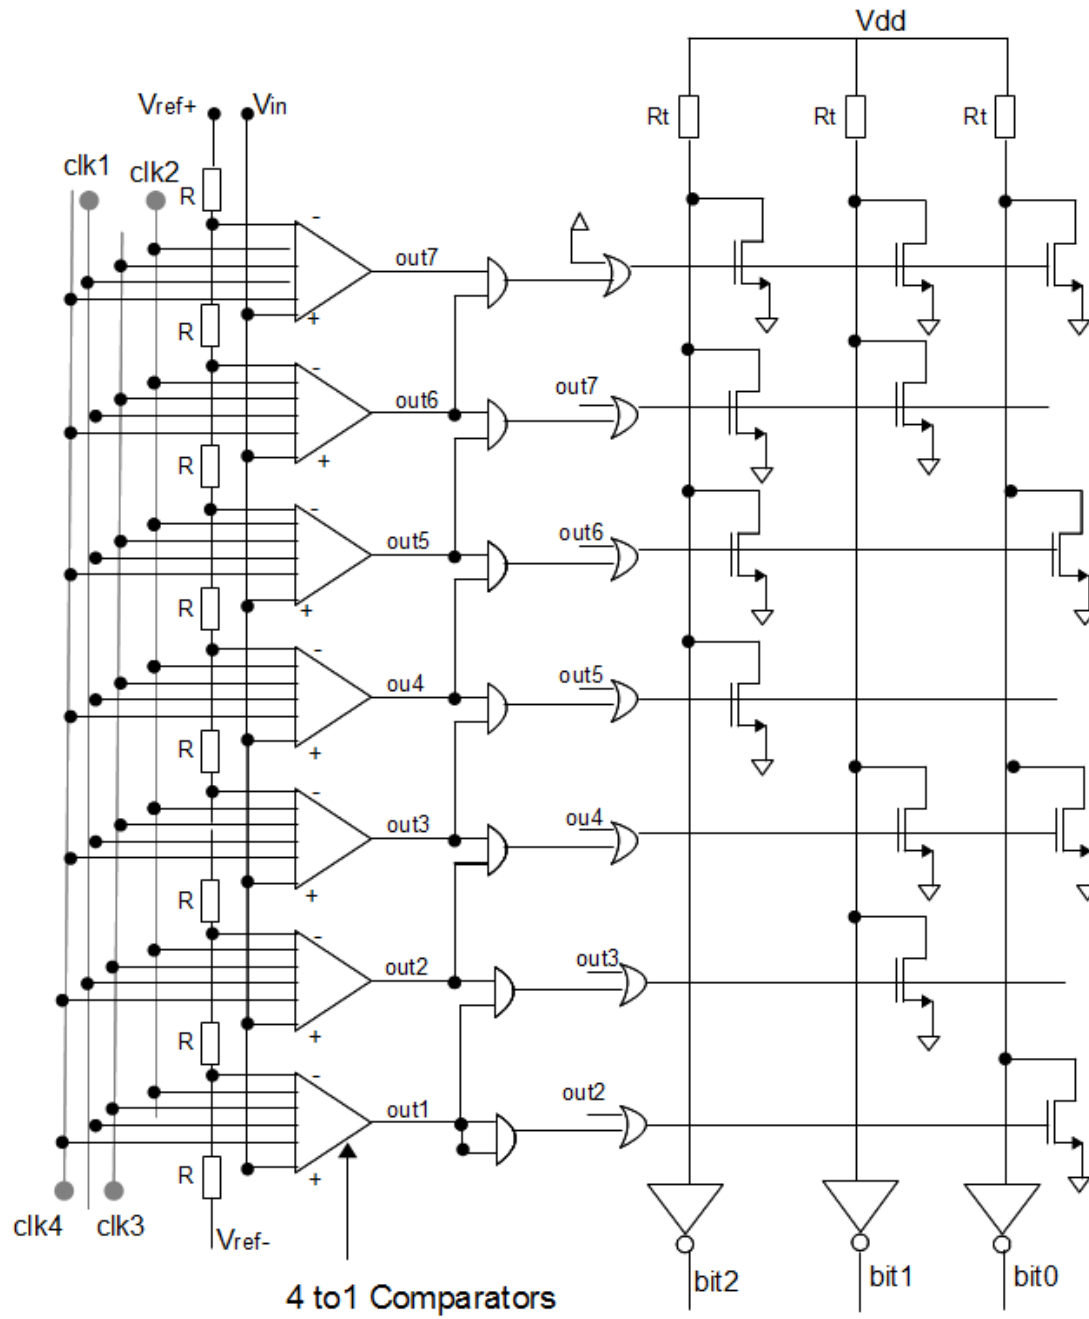 Vdd
Vref+ Vin
Rt Rt Rt
clk1 clk2
R
-
out7
+
R
-
out7
out6
+
R
-
out6
out5
+
R
-
out5
ou4
+
R
-
ou4
out3
+
R
-
out3
out2
+
R
-
out2
out1
+
R
clk4 clk3
Vref-
bit2 bit1 bit0
4 to1 Comparators